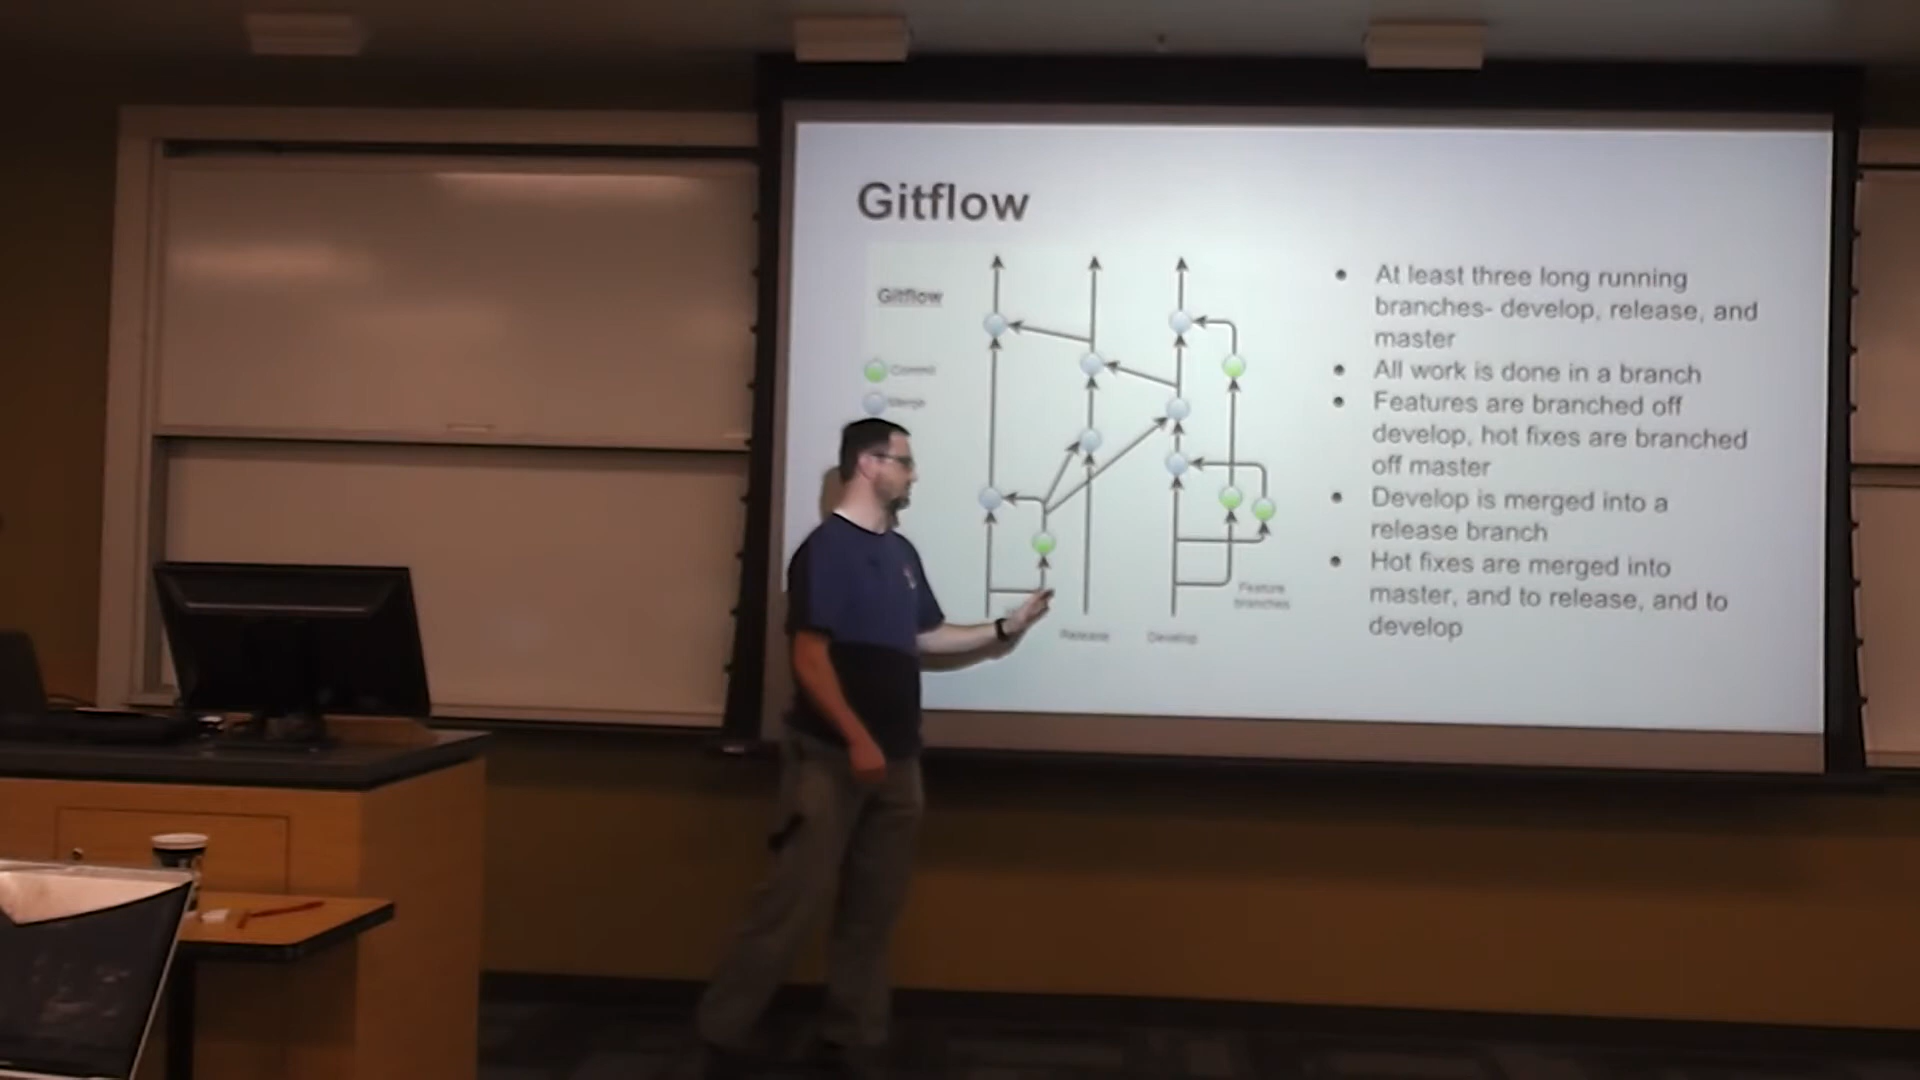 Gitflow
Gitflow
Commit
Merge
Release
Develop
Feature
branches
At least three long running
branches- develop, release, and
master
All work is done in a branch
Features are branched off
develop, hot fixes are branched
off master
Develop is merged into a
release branch
Hot fixes are merged into
master, and to release, and to
develop